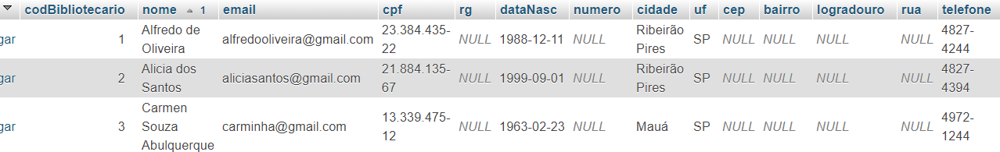 codBibliotecario nome 1 email cpf rg dataNasc numero cidade uf cep bairro logradouro rua telefone
gar 1 Alfredo de Oliveira alfredooliveira@gmail.com 23.384.435-22 NULL 1988-12-11 NULL Ribeirão Pires SP NULL NULL NULL NULL 4827-4244
gar 2 Alicia dos Santos aliciasantos@gmail.com 21.884.135-67 NULL 1999-09-01 NULL Ribeirão Pires SP NULL NULL NULL NULL 4827-4394
gar 3 Carmen Souza Abulquerque carminha@gmail.com 13.339.475-12 NULL 1963-02-23 NULL Mauá SP NULL NULL NULL NULL 4972-1244